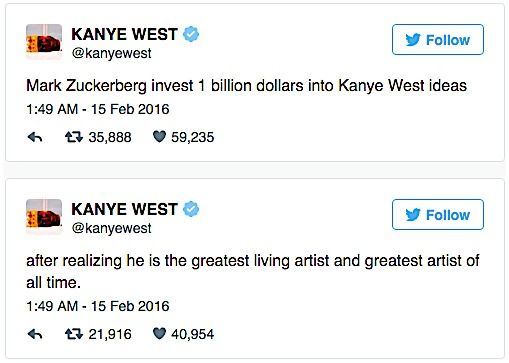 KANYE WEST
@kanyewest
Follow
Mark Zuckerberg invest 1 billion dollars into Kanye West ideas
1:49 AM - 15 Feb 2016
35,888 59,235
KANYE WEST
@kanyewest
Follow
after realizing he is the greatest living artist and greatest artist of
all time.
1:49 AM - 15 Feb 2016
21,916 40,954